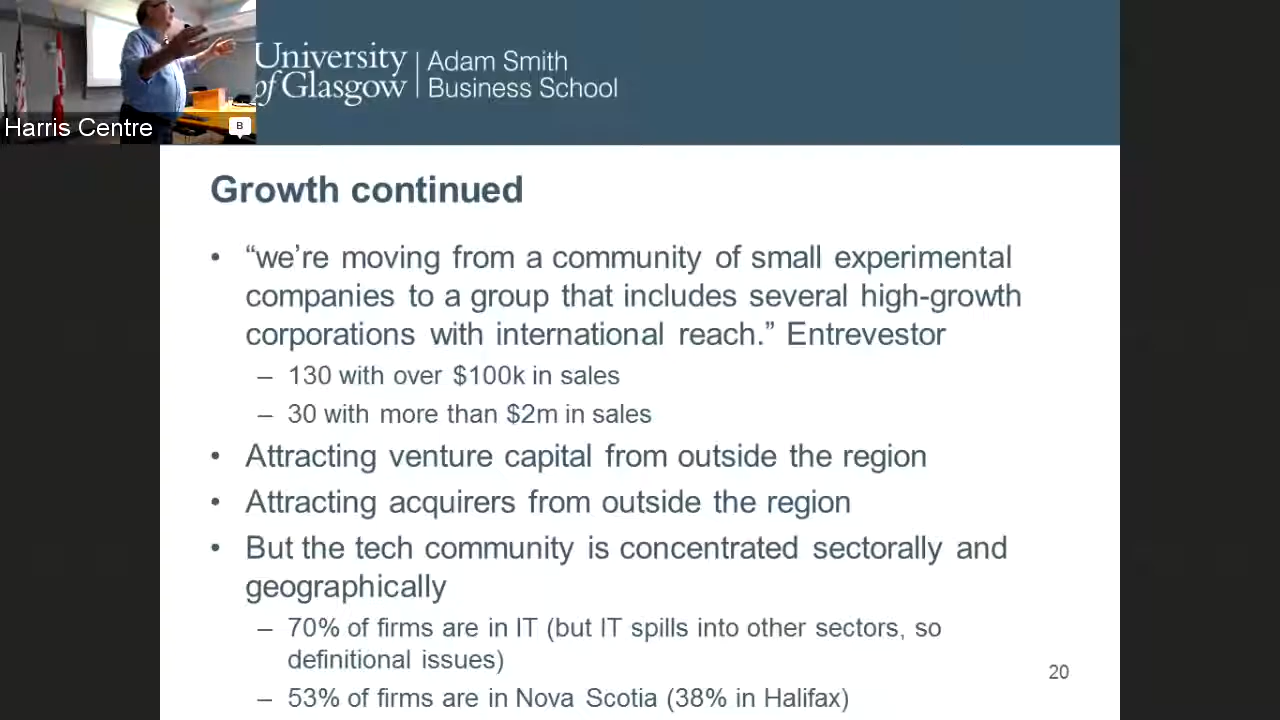 University
of Glasgow
Adam Smith
Business School
Harris Centre
B
Growth continued
• “we’re moving from a community of small experimental
companies to a group that includes several high-growth
corporations with international reach.” Entrevestor
– 130 with over $100k in sales
– 30 with more than $2m in sales
• Attracting venture capital from outside the region
• Attracting acquirers from outside the region
• But the tech community is concentrated sectorally and
geographically
– 70% of firms are in IT (but IT spills into other sectors, so
definitional issues)
– 53% of firms are in Nova Scotia (38% in Halifax)
20